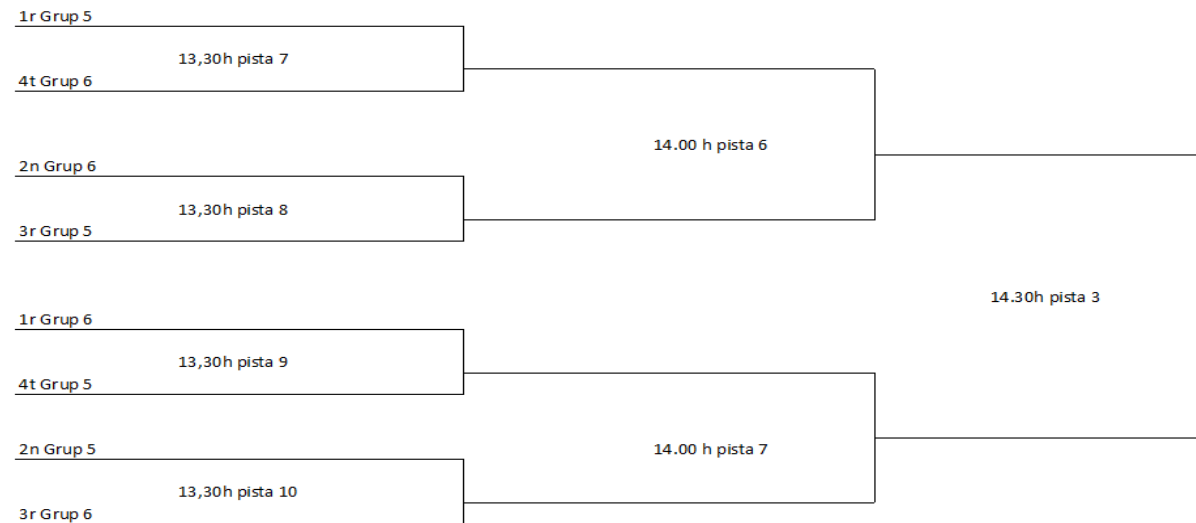 1r Grup 5
13,30h pista 7
4t Grup 6
14.00 h pista 6
2n Grup 6
13,30h pista 8
3r Grup 5
14.30h pista 3
1r Grup 6
13,30h pista 9
4t Grup 5
2n Grup 5
14.00 h pista 7
13,30h pista 10
3r Grup 6